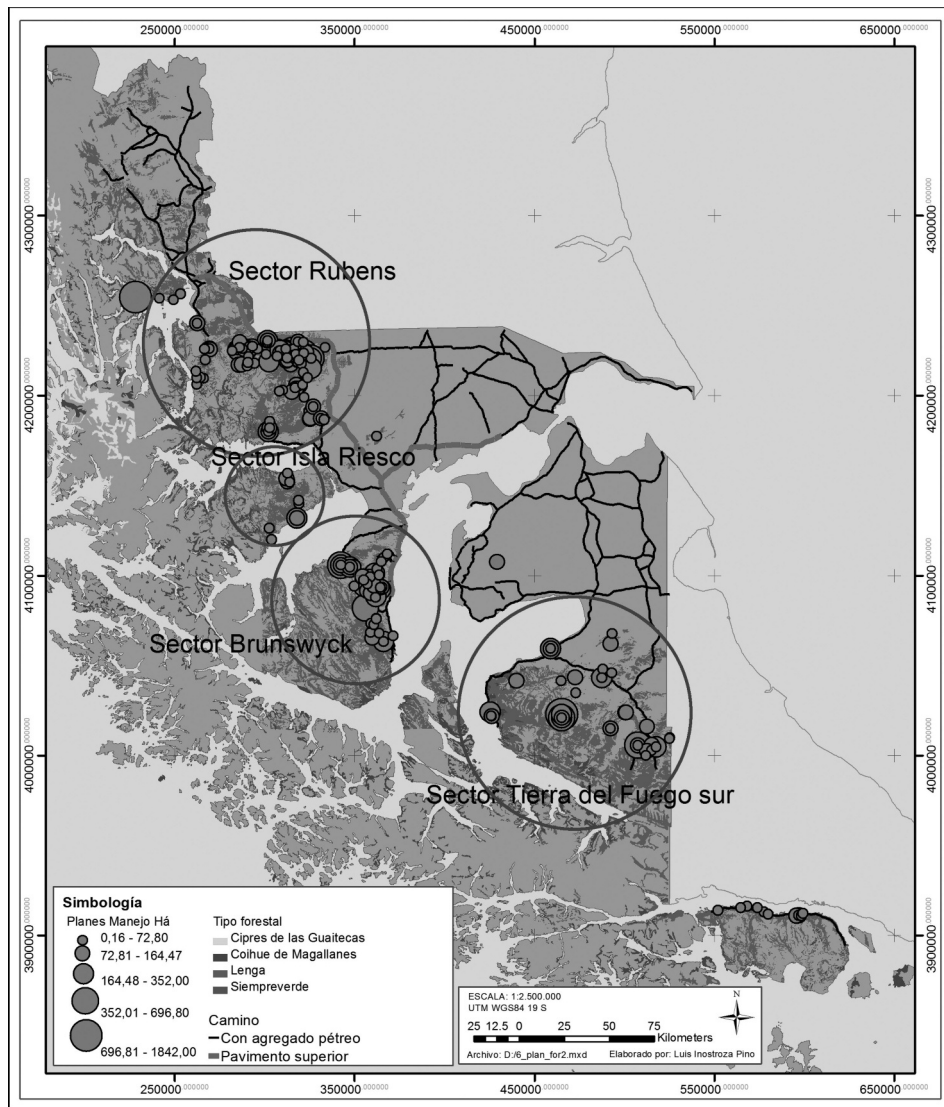 250000.000000
350000.000000
450000.000000
550000.000000
650000.000000
4300000.000000
4200000.000000
4100000.000000
4000000.000000
3900000.000000
4300000.000000
4200000.000000
4100000.000000
4000000.000000
3900000.000000
Sector Rubens
Sector Isla Riesco
Sector Brunswyck
Sector Tierra del Fuego sur
Simbología
Planes Manejo Há
0,16 - 72,80
72,81 - 164,47
164,48 - 352,00
352,01 - 696,80
696,81 - 1842,00
Tipo forestal
Cipres de las Guaitecas
Coihue de Magallanes
Lenga
Siempreverde
Camino
Con agregado pétreo
Pavimento superior
ESCALA: 1:2.500.000
UTM WGS84 19 S
N
25 12.5 0 25 50 75
Kilometers
Archivo: D:/6_plan_for2.mxd
Elaborado por: Luis Inostroza Pino
250000.000000
350000.000000
450000.000000
550000.000000
650000.000000